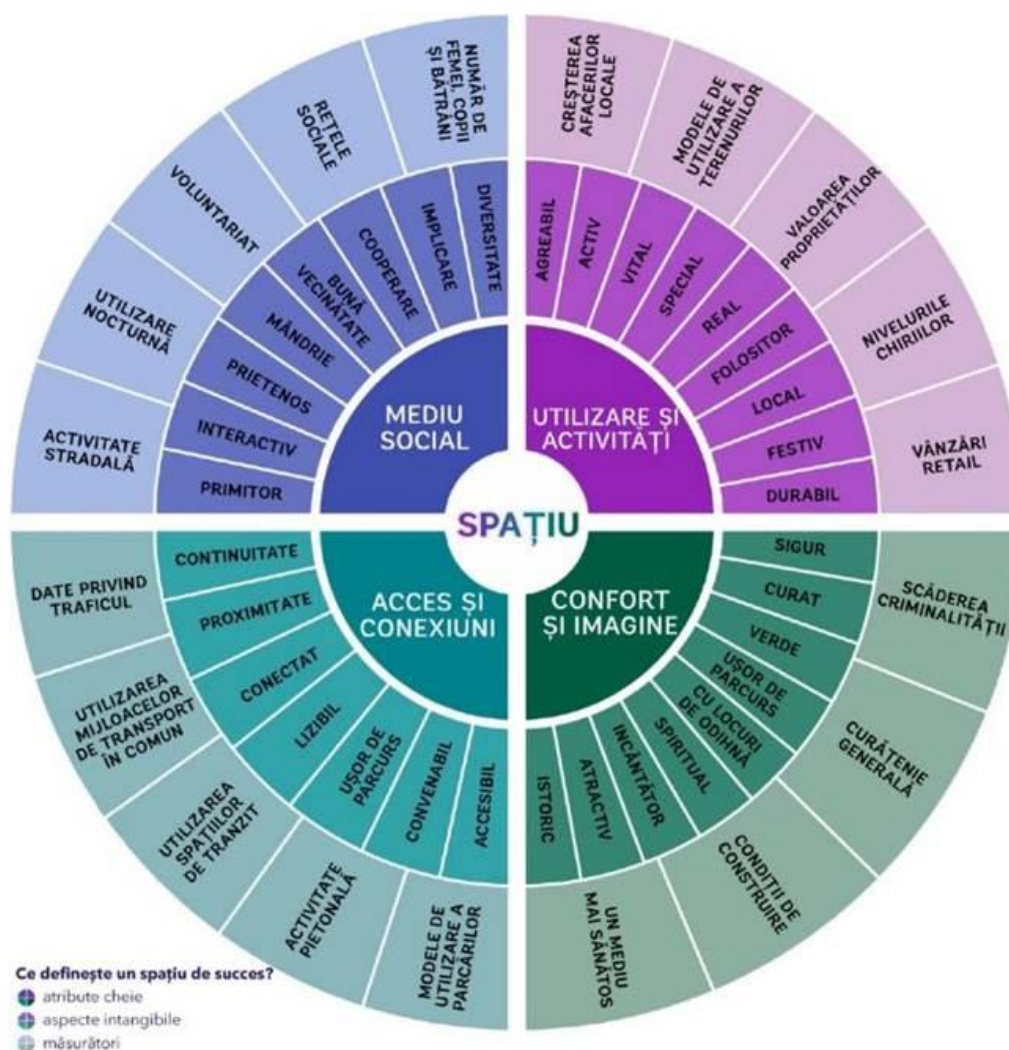 NUMĂR DE
FEMEI, COPII
ȘI BĂTRÂNI
REȚELE
SOCIALE
VOLUNTARIAT
UTILIZARE
NOCTURNĂ
ACTIVITATE
STRADALĂ
DIVERSITATE
IMPLICARE
COOPERARE
BUNĂ
VECINĂTATE
MÂNDRIE
PRIETENOS
INTERACTIV
PRIMITOR
MEDIU
SOCIAL
CREȘTEREA
AFACERILOR
LOCALE
MODELE DE
UTILIZARE A
TERENURILOR
VALOAREA
PROPRIETĂȚILOR
NIVELURILE
CHIRIILOR
VÂNZĂRI
RETAIL
AGREABIL
ACTIV
VITAL
SPECIAL
REAL
FOLOSITOR
LOCAL
FESTIV
DURABIL
UTILIZARE ȘI
ACTIVITĂȚI
SPAȚIU
ACCES ȘI
CONEXIUNI
CONTINUITATE
PROXIMITATE
CONECTAT
LIZIBIL
UȘOR DE
PARCURS
CONVENABIL
ACCESIBIL
DATE PRIVIND
TRAFICUL
UTILIZAREA
MIJLOACELOR
DE TRANSPORT
ÎN COMUN
UTILIZAREA
SPAȚIILOR
DE TRANZIT
ACTIVITATE
PIETONALĂ
MODELE DE
UTILIZARE A
PARCĂRILOR
CONFORT
ȘI IMAGINE
SIGUR
CURAT
VERDE
UȘOR DE
PARCURS
CU LOCURI
DE ODIHNĂ
SPIRITUAL
INCÂNTĂTOR
ATRACTIV
ISTORIC
SCĂDEREA
CRIMINALITĂȚII
CURĂȚENIE
GENERALĂ
CONDIȚII DE
CONSTRUIRE
UN MEDIU
MAI SĂNĂTOS
Ce definește un spațiu de succes?
atribute cheie
aspecte intangibile
măsurători